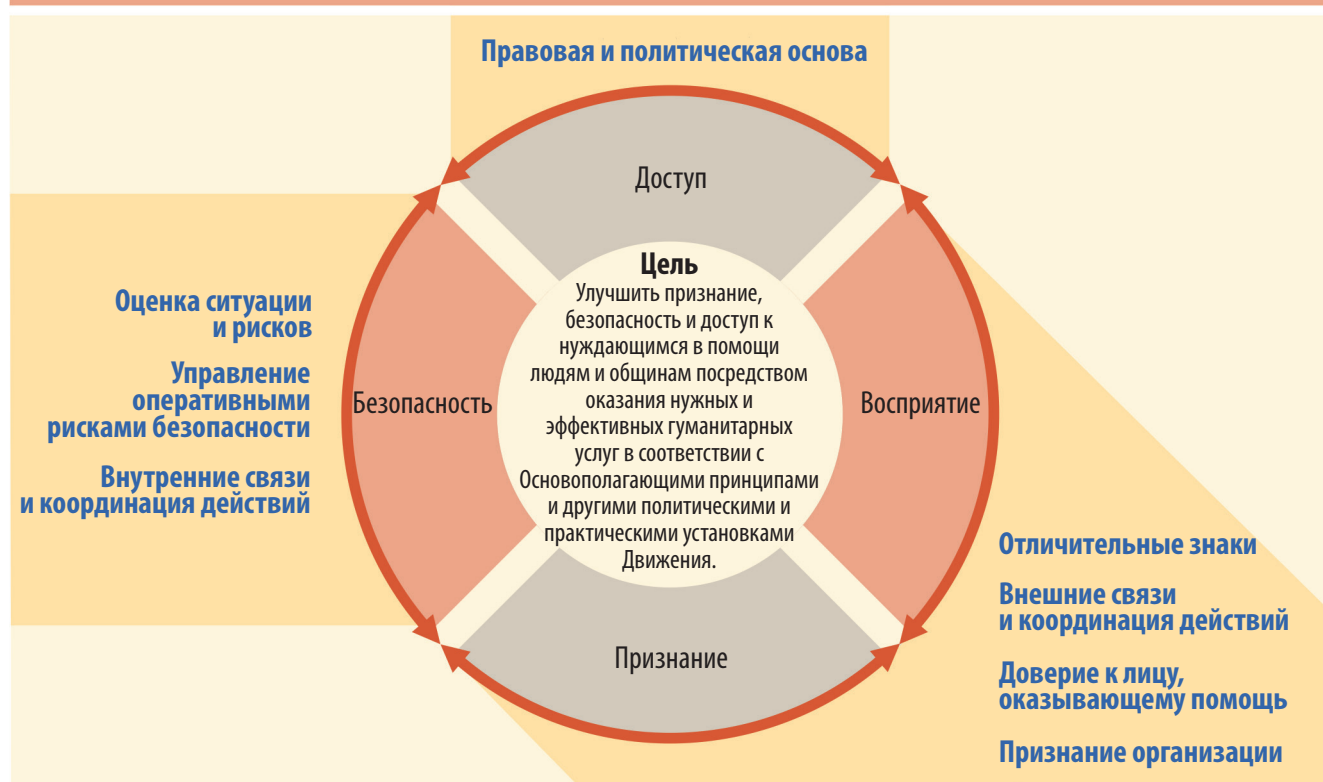 Правовая и политическая основа
Доступ
Оценка ситуации
и рисков
Управление
оперативными
рисками безопасности
Внутренние связи
и координация действий
Безопасность
Цель
Улучшить признание,
безопасность и доступ к
нуждающимся в помощи
людям и общинам посредством
оказания нужных и
эффективных гуманитарных
услуг в соответствии с
Основополагающими принципами
и другими политическими и
практическими установками
Движения.
Восприятие
Признание
Отличительные знаки
Внешние связи
и координация действий
Доверие к лицу,
оказывающему помощь
Признание организации